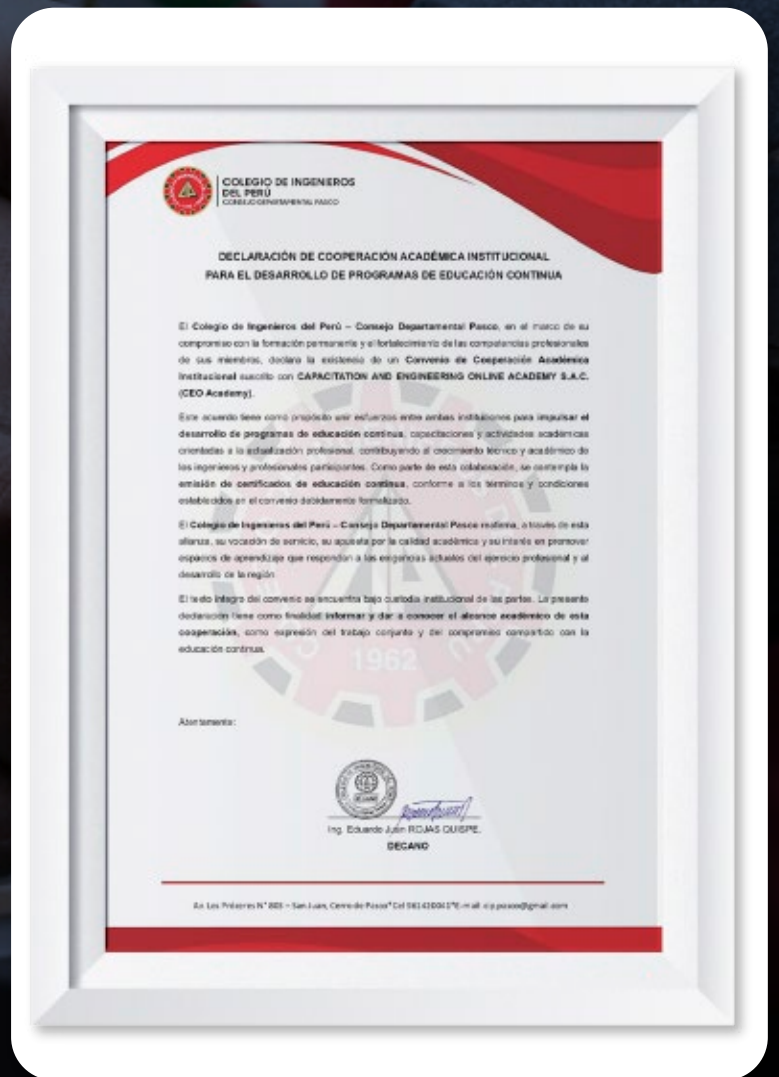 COLEGIO DE INGENIEROS
DEL PERÚ
CONSEJO DEPARTAMENTAL PASCO
DECLARACIÓN DE COOPERACIÓN ACADÉMICA INSTITUCIONAL
PARA EL DESARROLLO DE PROGRAMAS DE EDUCACIÓN CONTINUA
El Colegio de Ingenieros del Perú – Consejo Departamental Pasco, en el marco de su
compromiso con la formación permanente y el fortalecimiento de las competencias profesionales
de sus miembros, declara la existencia de un Convenio de Cooperación Académica
Institucional suscrito con CAPACITATION AND ENGINEERING ONLINE ACADEMY S.A.C.
(CEO Academy).
Este acuerdo tiene como propósito unir esfuerzos entre ambas instituciones para impulsar el
desarrollo de programas de educación continua, capacitaciones y actividades académicas
orientadas a la actualización profesional, contribuyendo al crecimiento técnico y académico de
los ingenieros y profesionales participantes. Como parte de esta colaboración, se contempla la
emisión de certificados de educación continua, conforme a los términos y condiciones
establecidos en el convenio debidamente formalizado.
El Colegio de Ingenieros del Perú – Consejo Departamental Pasco reafirma, a través de esta
alianza, su vocación de servicio, su apuesta por la calidad académica y su interés en promover
espacios de aprendizaje que respondan a las exigencias actuales del ejercicio profesional y al
desarrollo de la región.
El texto íntegro del convenio se encuentra bajo custodia institucional de las partes. La presente
declaración tiene como finalidad informar y dar a conocer el alcance académico de esta
cooperación, como expresión del trabajo conjunto y del compromiso compartido con la
educación continua.
1962
Atentamente:
DECANO
Ing. Eduardo Juan ROJAS QUISPE.
DECANO
Av. Los Próceres N° 803 – San Juan, Cerro de Pasco